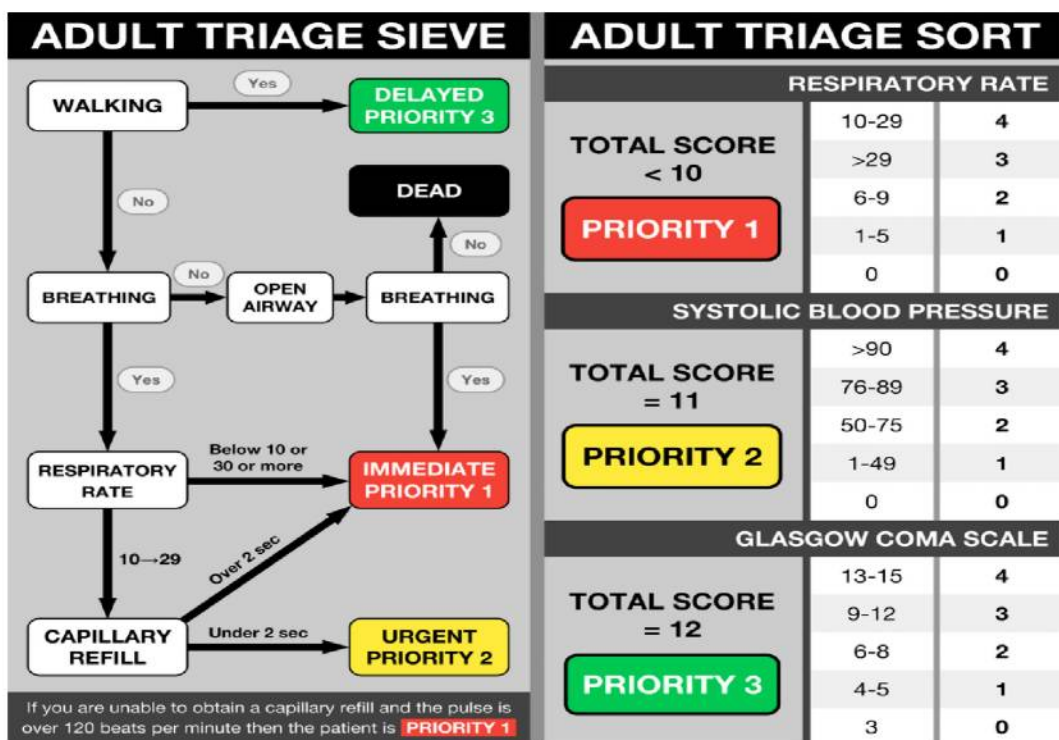 ADULT TRIAGE SIEVE
WALKING
Yes
DELAYED
PRIORITY 3
No
DEAD
No
BREATHING
No
OPEN
AIRWAY
BREATHING
Yes
Yes
RESPIRATORY
RATE
Below 10 or
30 or more
IMMEDIATE
PRIORITY 1
10→29
Over 2 sec
CAPILLARY
REFILL
Under 2 sec
URGENT
PRIORITY 2
If you are unable to obtain a capillary refill and the pulse is
over 120 beats per minute then the patient is PRIORITY 1
ADULT TRIAGE SORT
RESPIRATORY RATE
TOTAL SCORE
< 10
PRIORITY 1
10-29 4
>29 3
6-9 2
1-5 1
0 0
SYSTOLIC BLOOD PRESSURE
TOTAL SCORE
= 11
PRIORITY 2
>90 4
76-89 3
50-75 2
1-49 1
0 0
GLASGOW COMA SCALE
TOTAL SCORE
= 12
PRIORITY 3
13-15 4
9-12 3
6-8 2
4-5 1
3 0